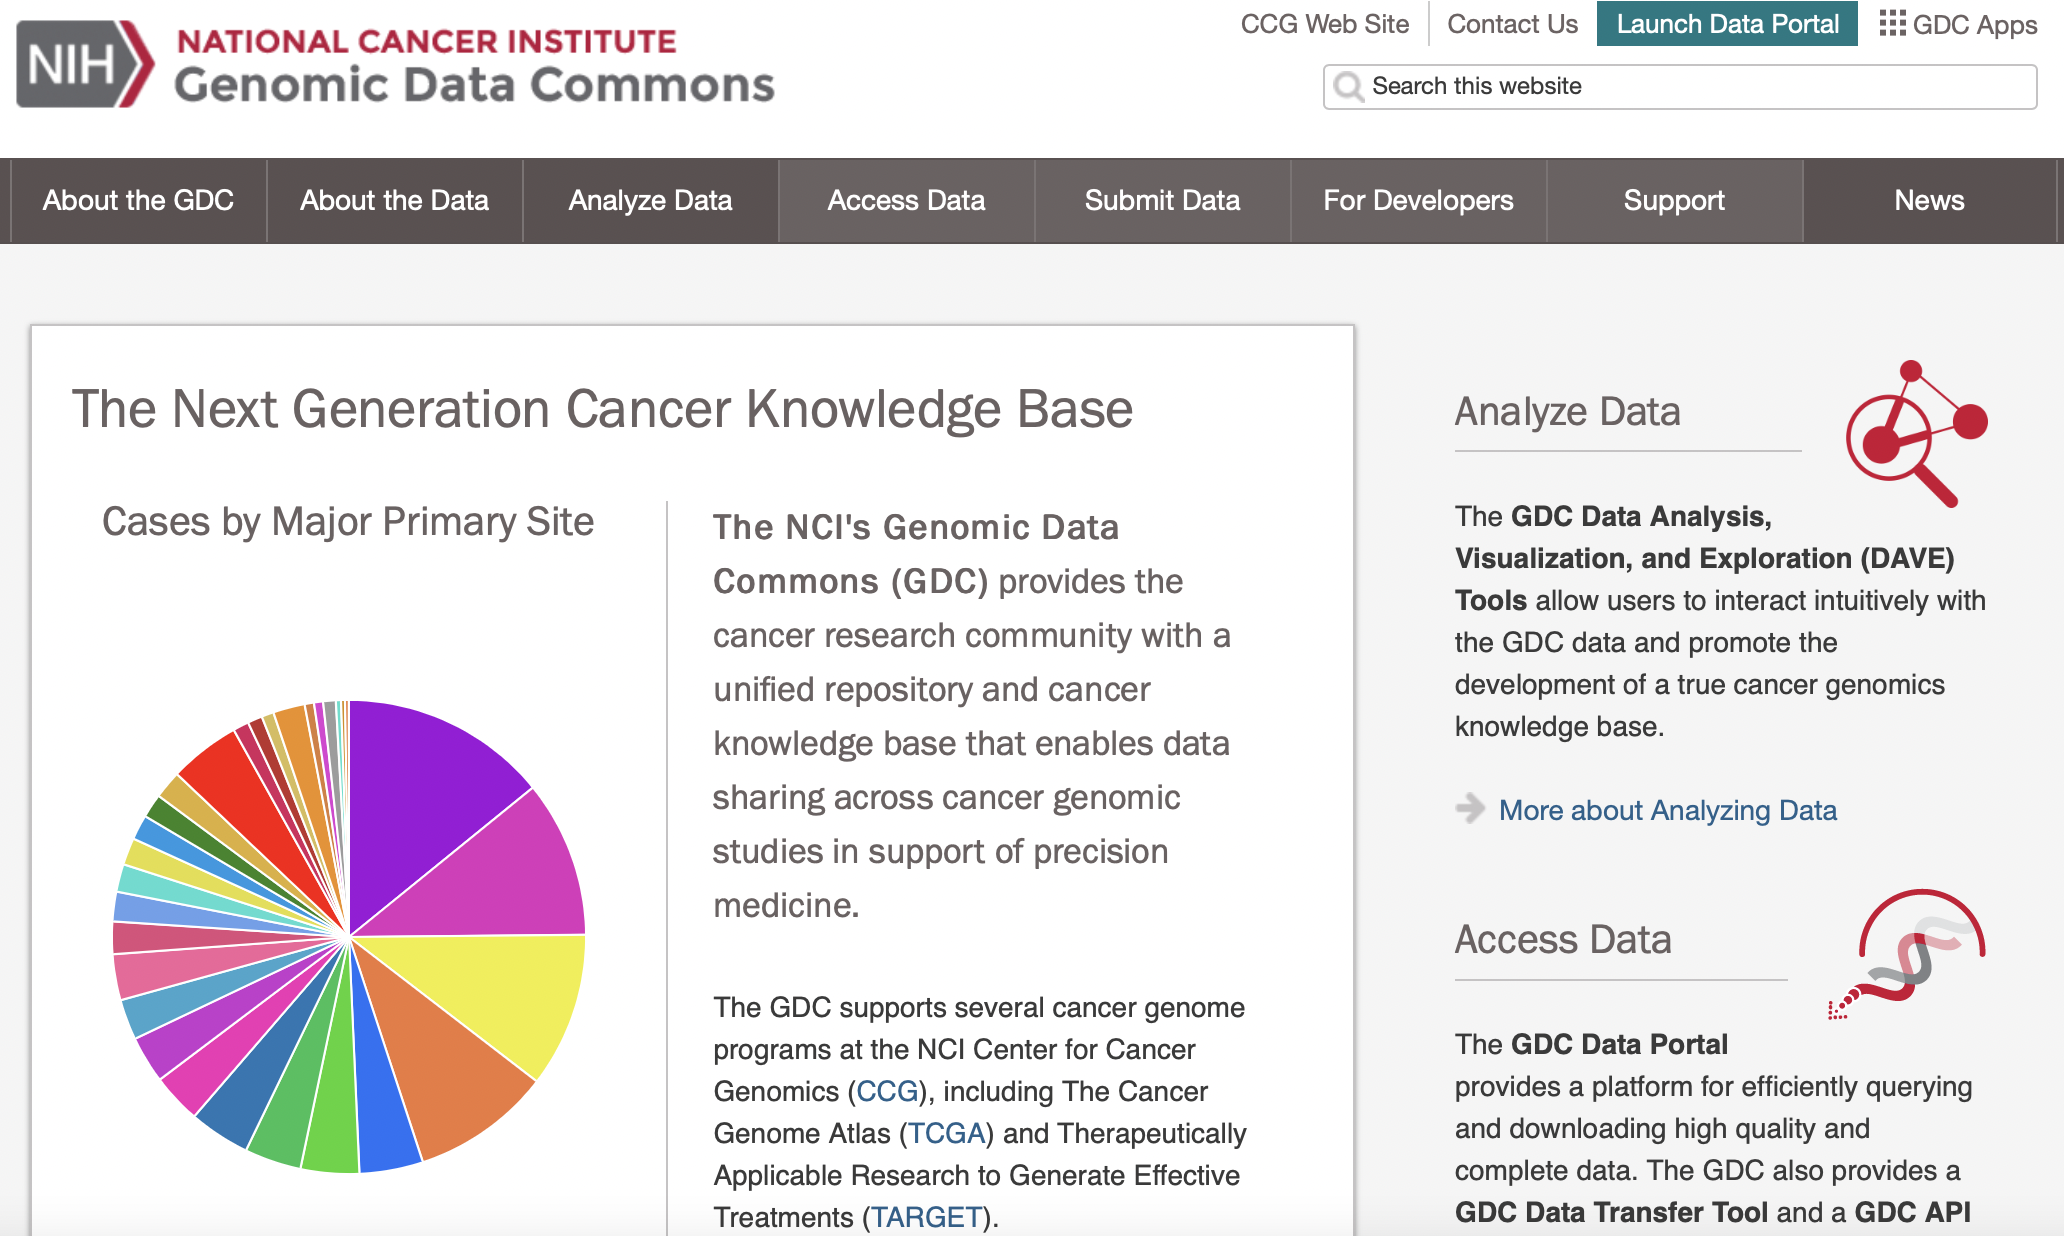 NIH
NATIONAL CANCER INSTITUTE
Genomic Data Commons
CCG Web Site
Contact Us
Launch Data Portal
GDC Apps
Search this website
About the GDC
About the Data
Analyze Data
Access Data
Submit Data
For Developers
Support
News
The Next Generation Cancer Knowledge Base
Cases by Major Primary Site
The NCI's Genomic Data
Commons (GDC) provides the
cancer research community with a
unified repository and cancer
knowledge base that enables data
sharing across cancer genomic
studies in support of precision
medicine.
The GDC supports several cancer genome
programs at the NCI Center for Cancer
Genomics (CCG), including The Cancer
Genome Atlas (TCGA) and Therapeutically
Applicable Research to Generate Effective
Treatments (TARGET).
Analyze Data
The GDC Data Analysis,
Visualization, and Exploration (DAVE)
Tools allow users to interact intuitively with
the GDC data and promote the
development of a true cancer genomics
knowledge base.
More about Analyzing Data
Access Data
The GDC Data Portal
provides a platform for efficiently querying
and downloading high quality and
complete data. The GDC also provides a
GDC Data Transfer Tool and a GDC API